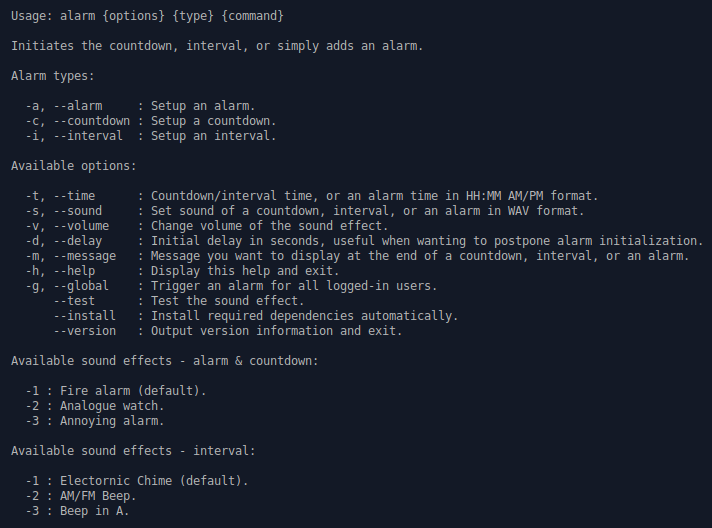 Usage: alarm {options} {type} {command}
Initiates the countdown, interval, or simply adds an alarm.
Alarm types:
-a, --alarm     : Setup an alarm.
-c, --countdown : Setup a countdown.
-i, --interval  : Setup an interval.
Available options:
-t, --time      : Countdown/interval time, or an alarm time in HH:MM AM/PM format.
-s, --sound     : Set sound of a countdown, interval, or an alarm in WAV format.
-v, --volume    : Change volume of the sound effect.
-d, --delay     : Initial delay in seconds, useful when wanting to postpone alarm initialization.
-m, --message   : Message you want to display at the end of a countdown, interval, or an alarm.
-h, --help      : Display this help and exit.
-g, --global    : Trigger an alarm for all logged-in users.
--test      : Test the sound effect.
--install   : Install required dependencies automatically.
--version   : Output version information and exit.
Available sound effects - alarm & countdown:
-1 : Fire alarm (default).
-2 : Analogue watch.
-3 : Annoying alarm.
Available sound effects - interval:
-1 : Electornic Chime (default).
-2 : AM/FM Beep.
-3 : Beep in A.